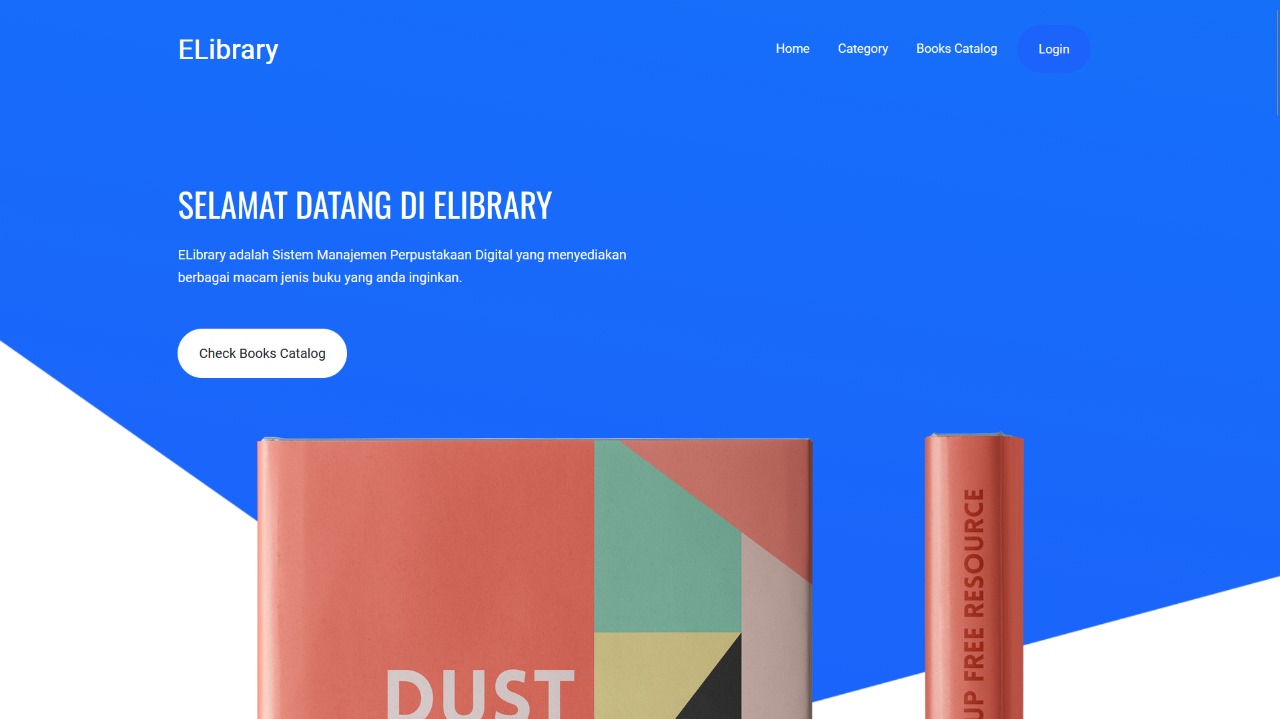 ELibrary
Home Category Books Catalog Login
SELAMAT DATANG DI ELIBRARY
ELibrary adalah Sistem Manajemen Perpustakaan Digital yang menyediakan
berbagai macam jenis buku yang anda inginkan.
Check Books Catalog
DUST
UP FREE RESOURCE